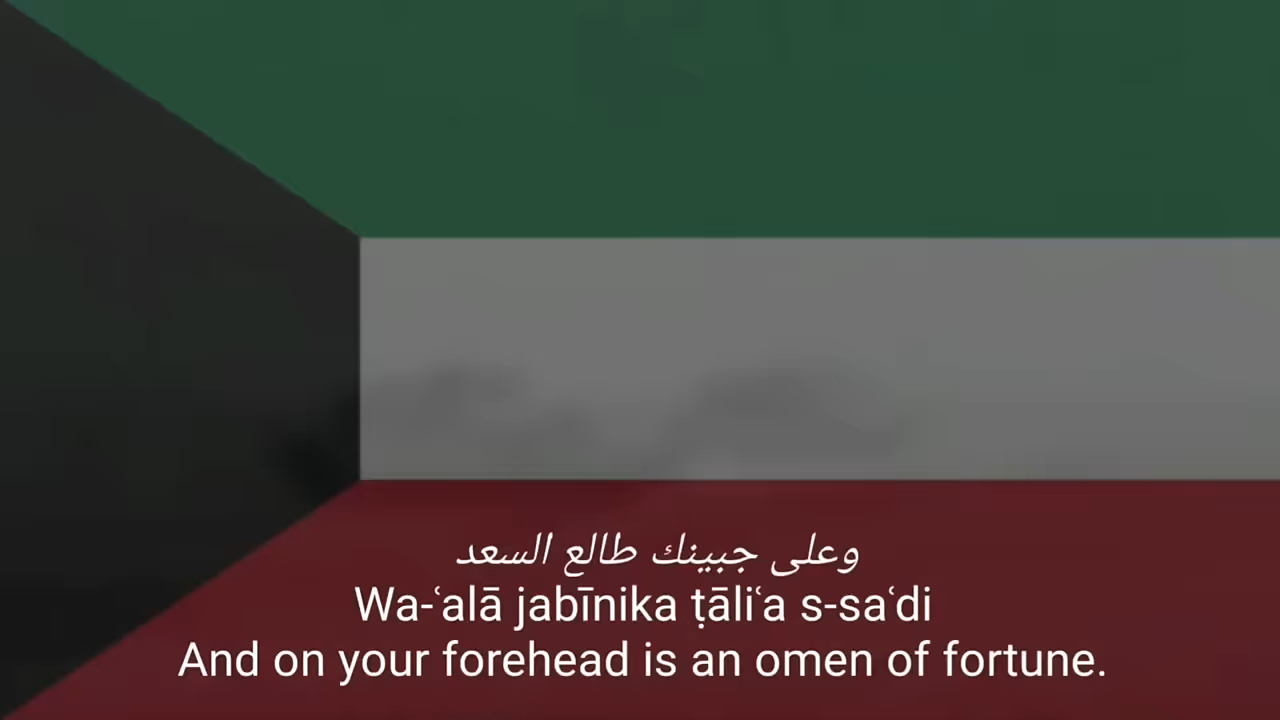 وعلى جبينك طالع السعد
Wa-ʿalā jabīnika ṭāliʿa s-saʿdi
And on your forehead is an omen of fortune.